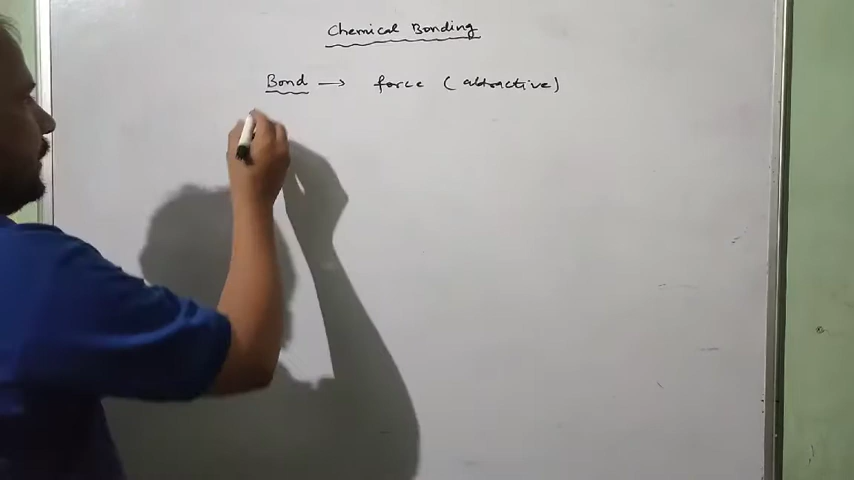 Chemical Bonding
Bond → force (attractive)